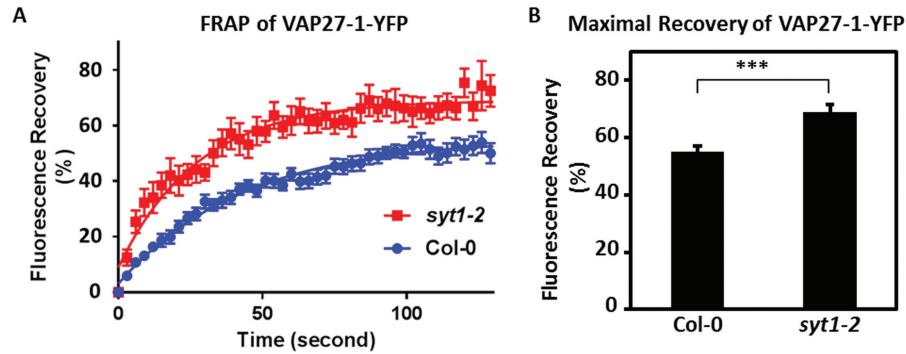 A
FRAP of VAP27-1-YFP
Fluorescence Recovery
(%)
80
60
40
20
0
0
50
100
Time (second)
syt1-2
Col-0
B
Maximal Recovery of VAP27-1-YFP
Fluorescence Recovery
(%)
80
60
40
20
0
***
Col-0
syt1-2